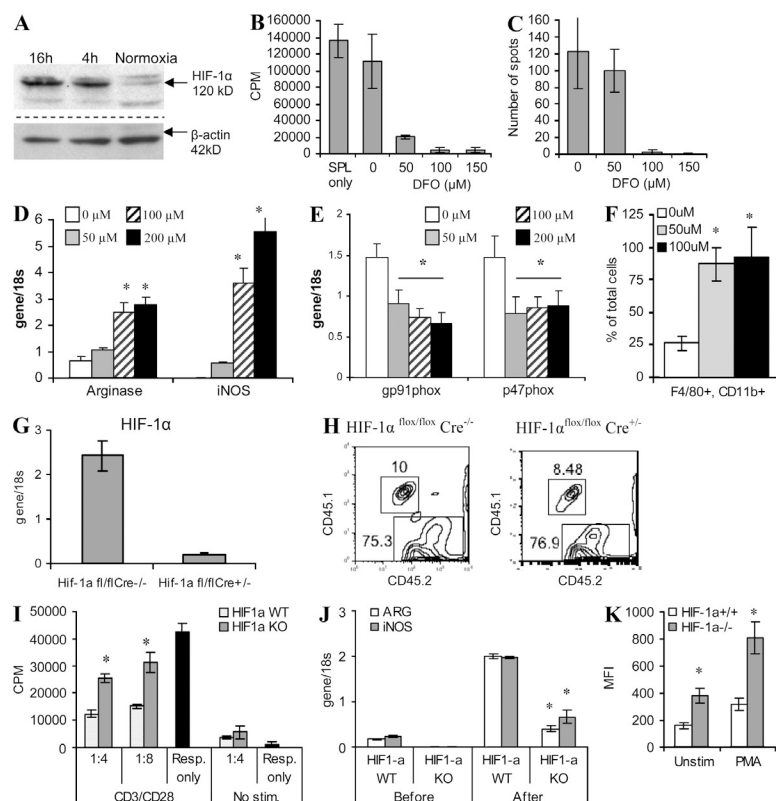 A
16h 4h Normoxia
HIF-1α
120 kD
β-actin
42kD
B
CPM
160000
140000
120000
100000
80000
60000
40000
20000
0
SPL only 0 50 100 150
DFO (µM)
C
Number of spots
160
140
120
100
80
60
40
20
0
0 50 100 150
DFO (µM)
D
0 µM 100 µM
50 µM 200 µM
gene/18s
6
5
4
3
2
1
0
* * * *
Arginase iNOS
E
0 µM 100 µM
50 µM 200 µM
gene/18s
2
1.5
1
0.5
0
* *
gp91phox p47phox
F
0uM
50uM
100uM
% of total cells
125
100
75
50
25
0
* *
F4/80+, CD11b+
G
HIF-1α
gene/18s
3
2
1
0
Hif-1a fl/flCre-/- Hif-1a fl/flCre+/-
H
HIF-1α flox/flox Cre-/- HIF-1α flox/flox Cre+/-
CD45.1
10
75.3
CD45.2
CD45.1
8.48
76.9
CD45.2
I
HIF1a WT
HIF1a KO
CPM
50000
40000
30000
20000
10000
0
* *
1:4 1:8 Resp. only 1:4 Resp. only
CD3/CD28 No stim.
J
ARG
iNOS
gene/18s
3
2
1
0
* *
HIF1-a WT HIF1-a KO HIF1-a WT HIF1-a KO
Before After
K
HIF-1a+/+
HIF-1a-/-
MFI
1000
800
600
400
200
0
* *
Unstim PMA